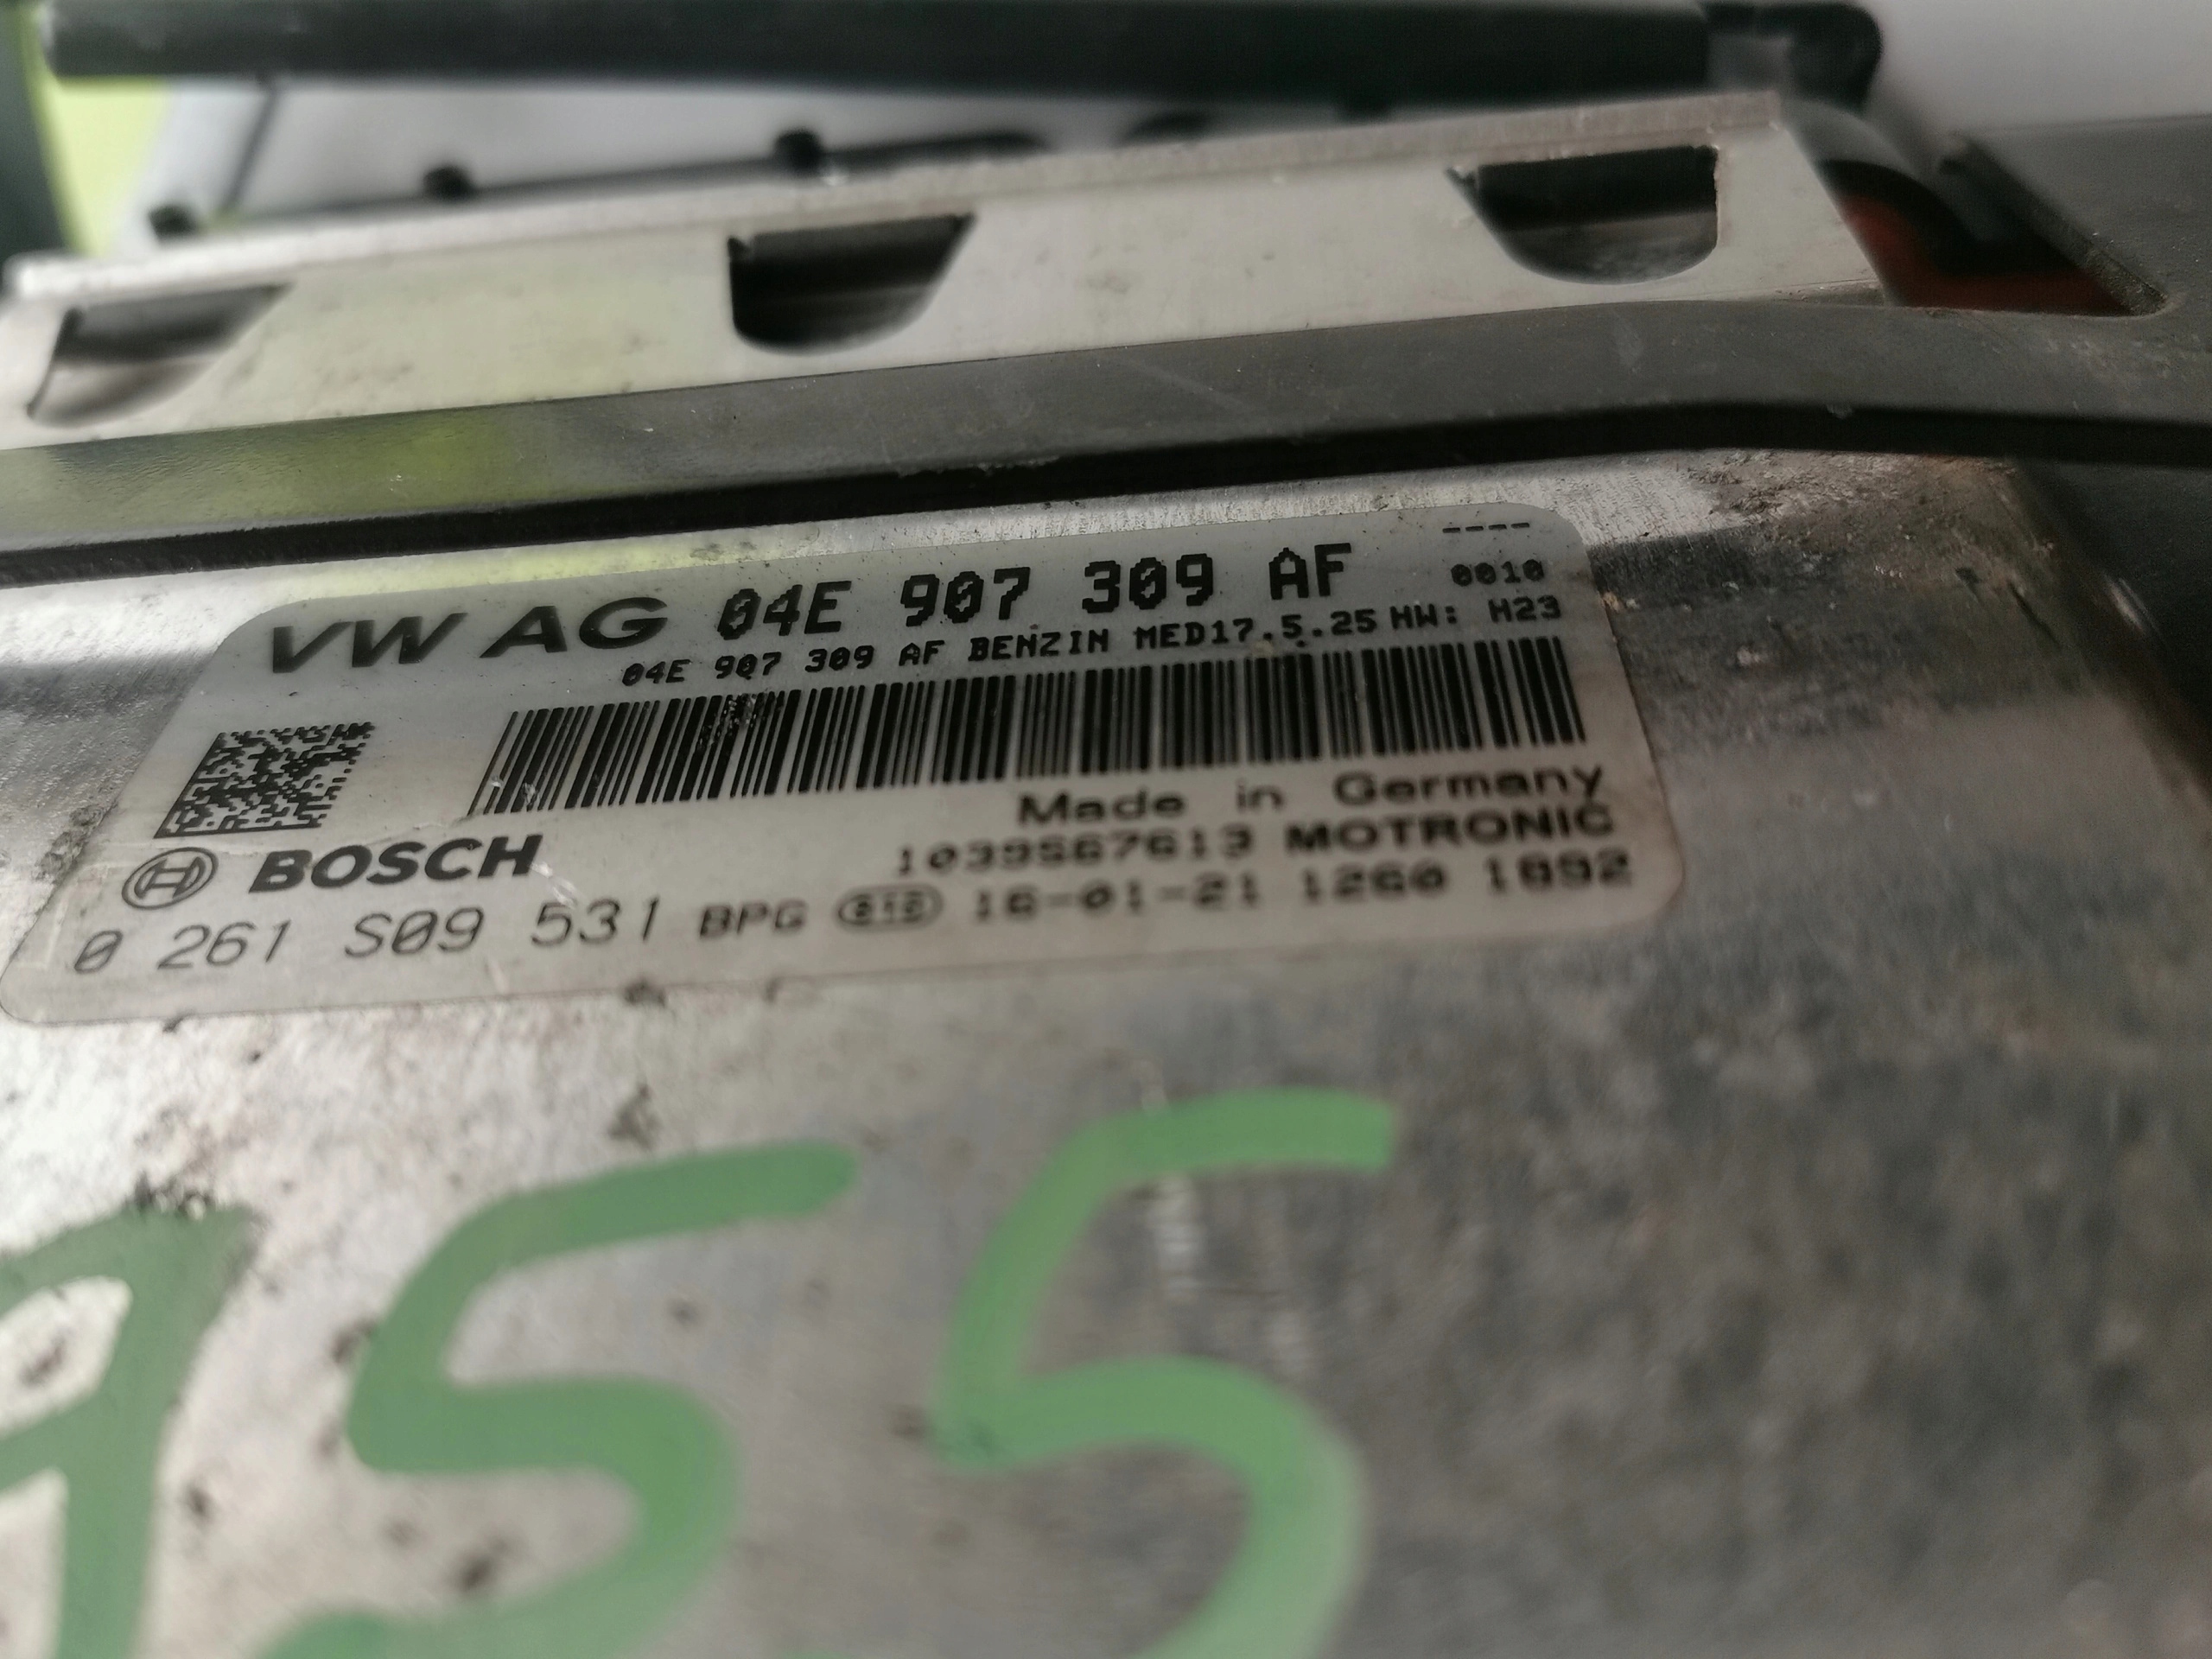 ----
VW AG 04E 907 309 AF 0010
04E 907 309 AF BENZIN MED17.5.25 HW: H23
Made in Germany
BOSCH 1039S67613 MOTRONIC
0 261 S09 531 BPG 16-01-21 1260 1892
55